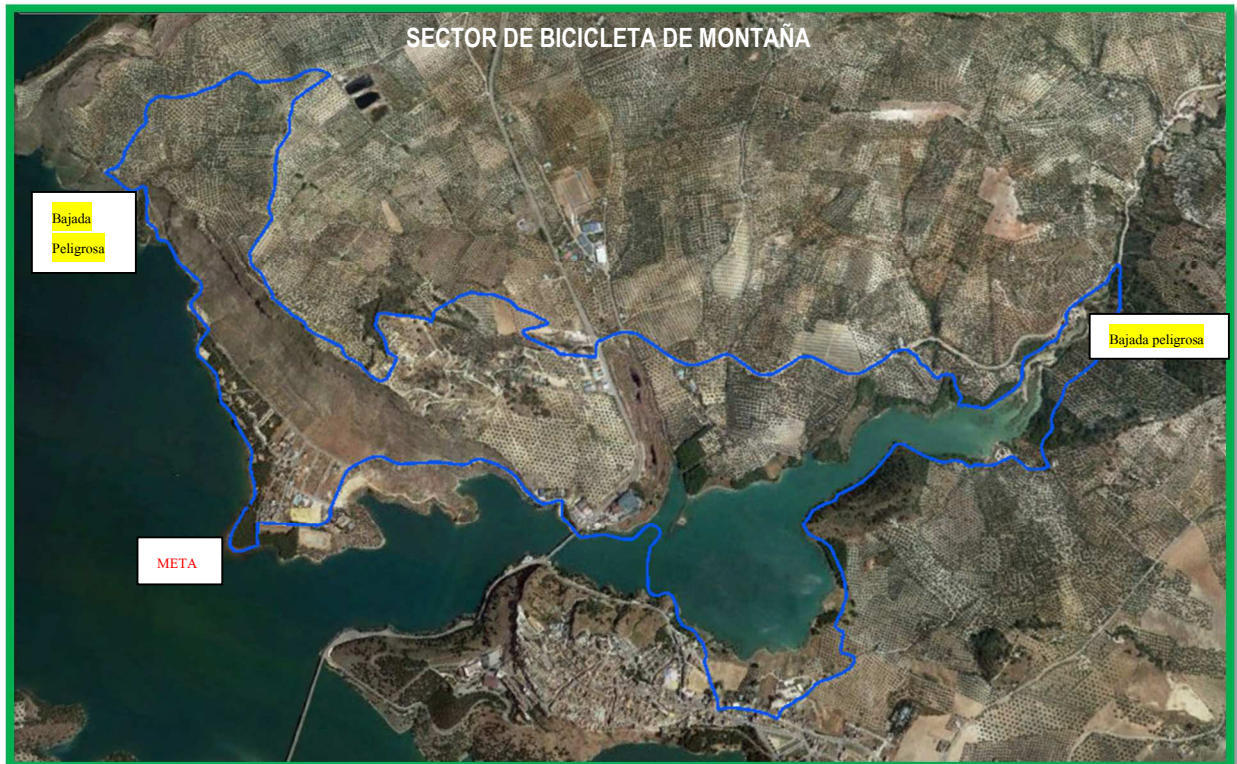 SECTOR DE BICICLETA DE MONTAÑA
Bajada
Peligrosa
Bajada peligrosa
META